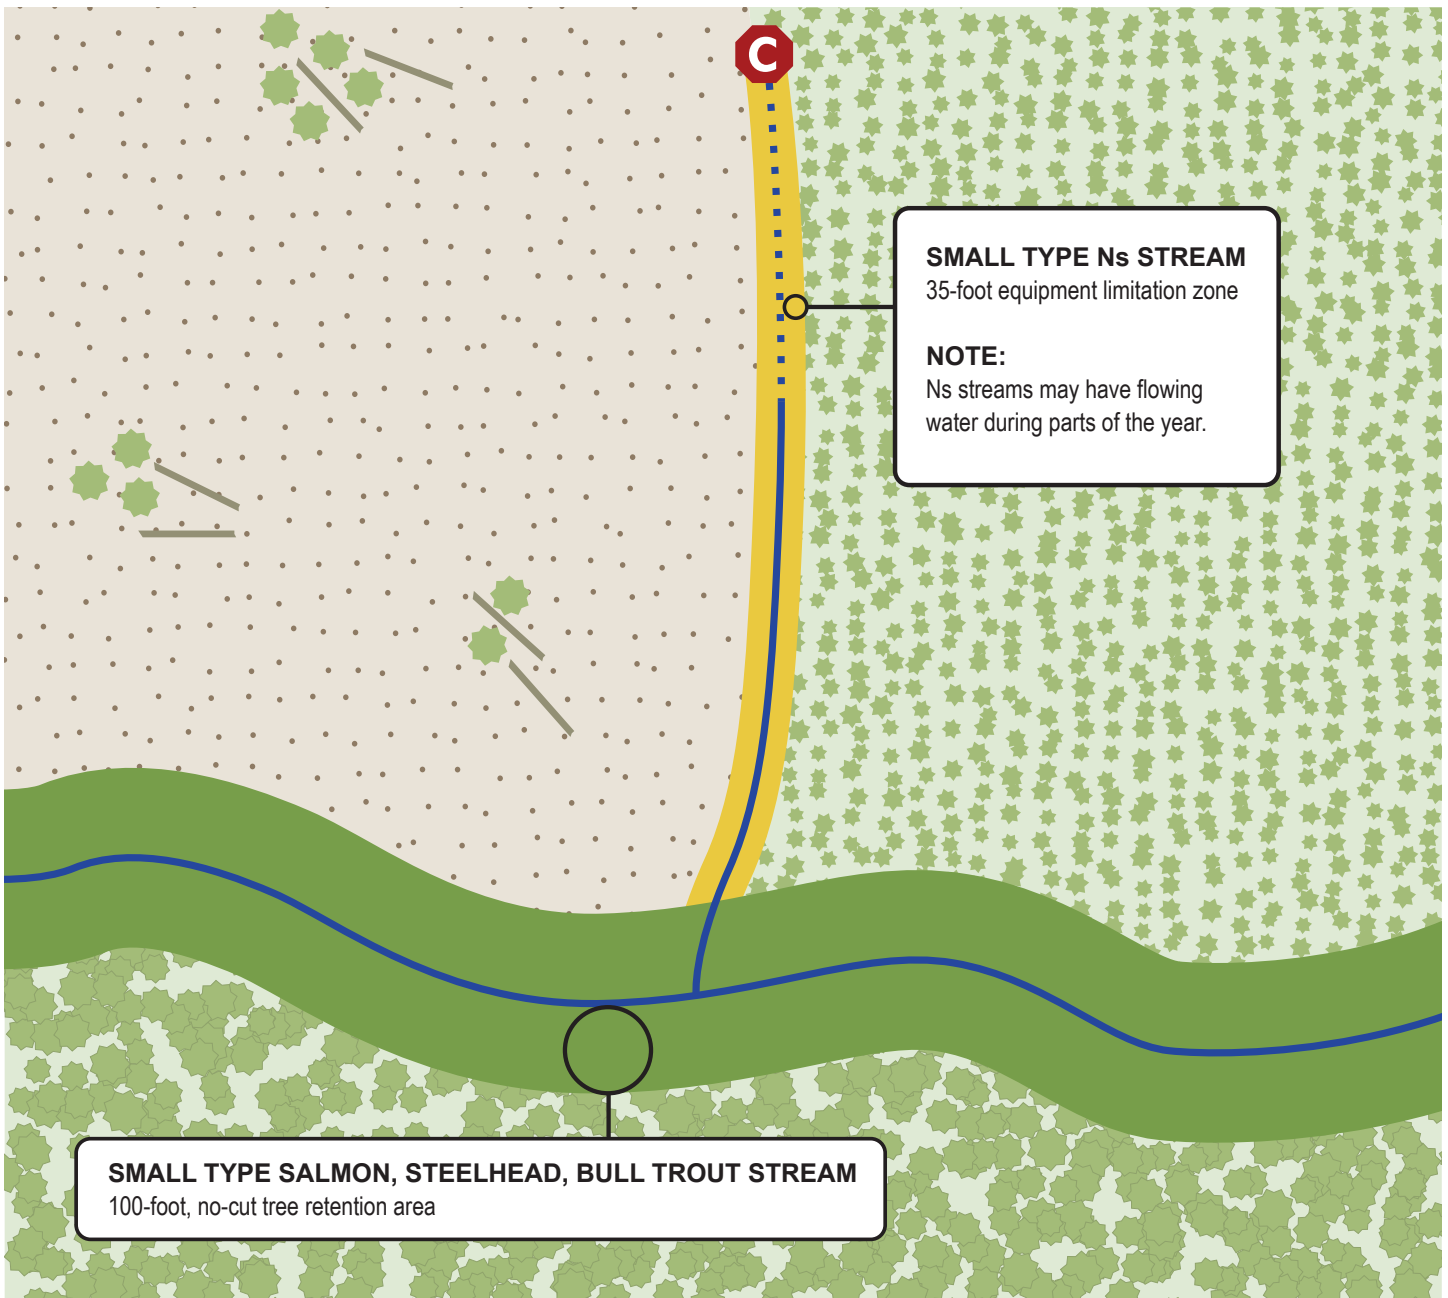 C
SMALL TYPE Ns STREAM
35-foot equipment limitation zone
NOTE:
Ns streams may have flowing
water during parts of the year.
SMALL TYPE SALMON, STEELHEAD, BULL TROUT STREAM
100-foot, no-cut tree retention area